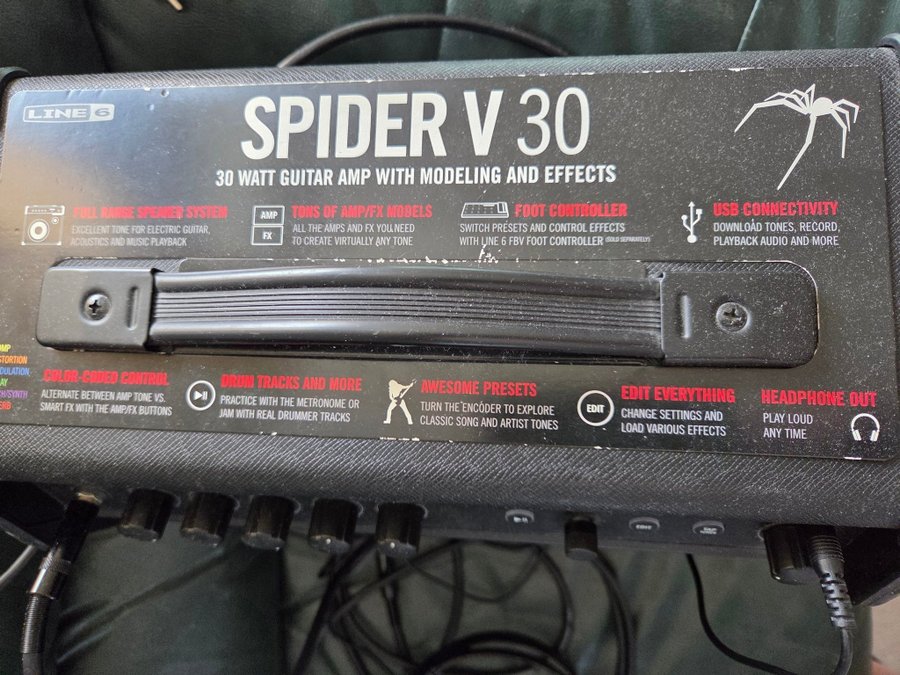 LINE 6
SPIDER V 30
30 WATT GUITAR AMP WITH MODELING AND EFFECTS
FULL RANGE SPEAKER SYSTEM
EXCELLENT TONE FOR ELECTRIC GUITAR,
ACOUSTICS AND MUSIC PLAYBACK
AMP
FX
TONS OF AMP/FX MODELS
ALL THE AMPS AND FX YOU NEED
TO CREATE VIRTUALLY ANY TONE
FOOT CONTROLLER
SWITCH PRESETS AND CONTROL EFFECTS
WITH LINE 6 FBV FOOT CONTROLLER (SOLD SEPARATELY)
USB CONNECTIVITY
DOWNLOAD TONES, RECORD,
PLAYBACK AUDIO AND MORE
COLOR-CODED CONTROL
ALTERNATE BETWEEN AMP TONE VS.
SMART FX WITH THE AMP/FX BUTTONS
DRUM TRACKS AND MORE
PRACTICE WITH THE METRONOME OR
JAM WITH REAL DRUMMER TRACKS
AWESOME PRESETS
TURN THE ENCODER TO EXPLORE
CLASSIC SONG AND ARTIST TONES
EDIT
EDIT EVERYTHING
CHANGE SETTINGS AND
LOAD VARIOUS EFFECTS
HEADPHONE OUT
PLAY LOUD
ANY TIME
EDIT